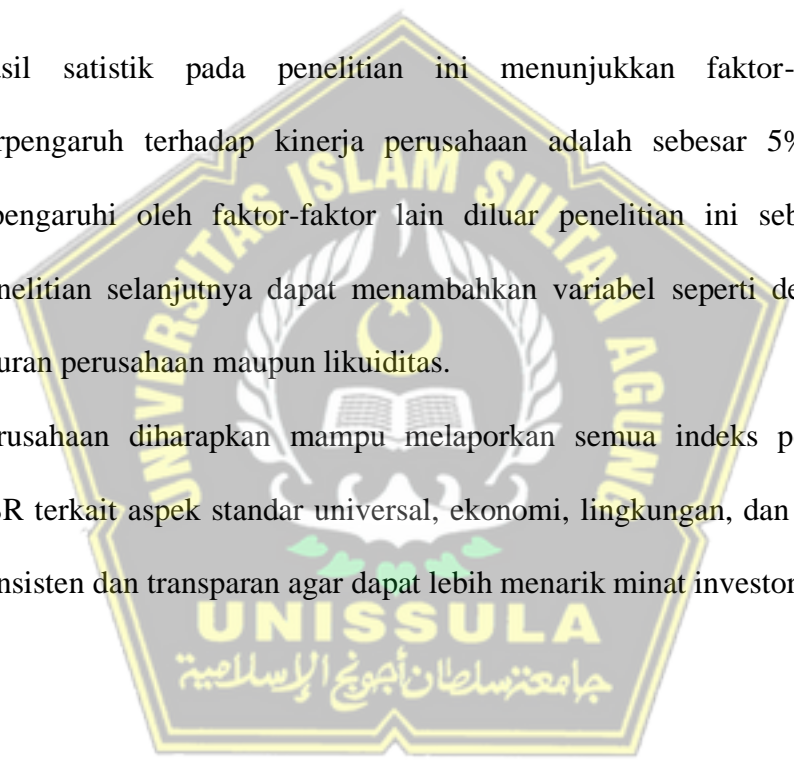 asil satistik pada penelitian ini menunjukkan faktor-
rpengaruh terhadap kinerja perusahaan adalah sebesar 5%
pengaruhi oleh faktor-faktor lain diluar penelitian ini seb
nelitian selanjutnya dapat menambahkan variabel seperti de
uran perusahaan maupun likuiditas.
rusahaan diharapkan mampu melaporkan semua indeks p
SR terkait aspek standar universal, ekonomi, lingkungan, dan
nsisten dan transparan agar dapat lebih menarik minat investor
UNIVERSITAS ISLAM SULTAN AGUNG
UNISSULA
جامعة سلطان أجونج الإسلامية